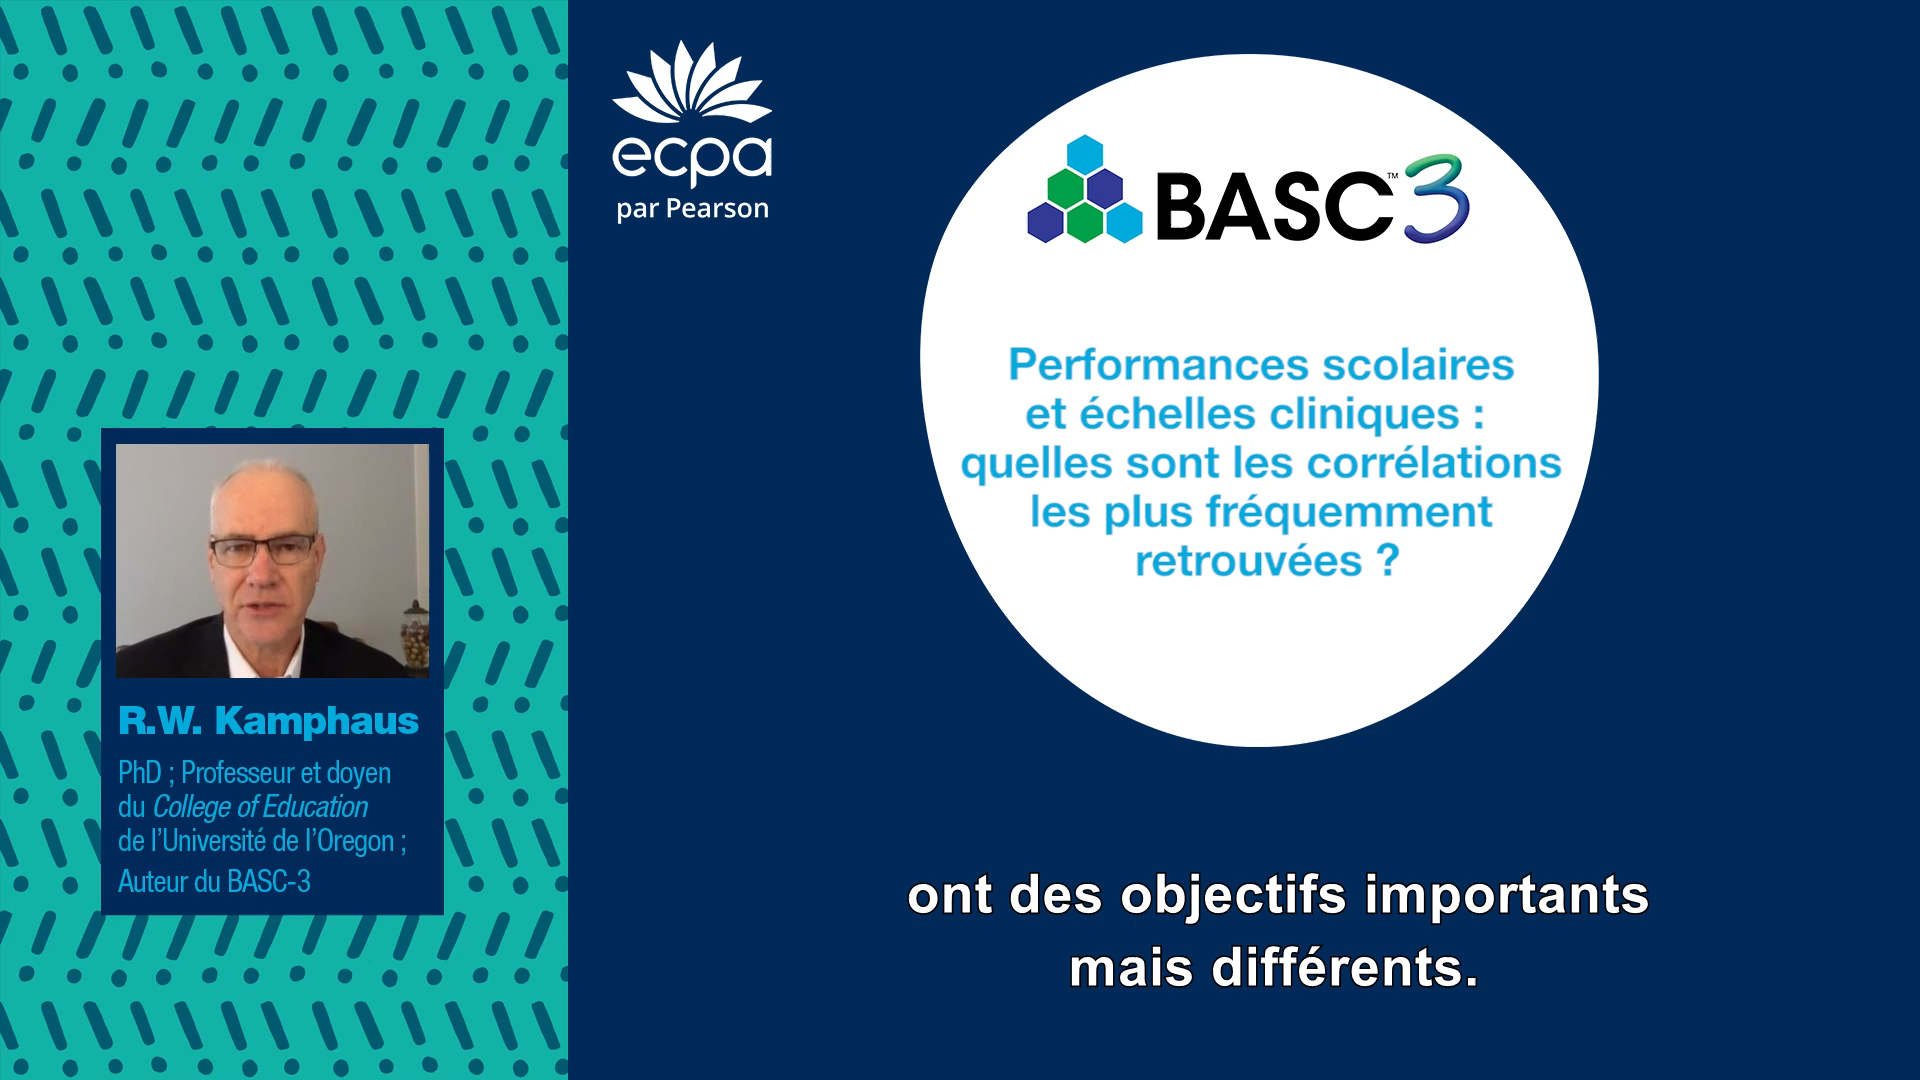 ecpa
par Pearson
BASC™3
Performances scolaires
et échelles cliniques :
quelles sont les corrélations
les plus fréquemment
retrouvées ?
R.W. Kamphaus
PhD ; Professeur et doyen
du College of Education
de l’Université de l’Oregon ;
Auteur du BASC-3
ont des objectifs importants
mais différents.